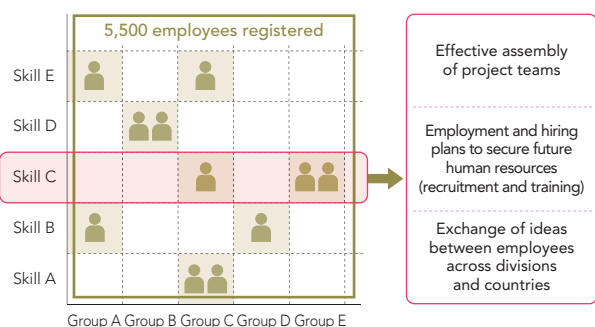 5,500 employees registered
Skill E
Skill D
Skill C
Skill B
Skill A
Group A Group B Group C Group D Group E
Effective assembly
of project teams
Employment and hiring
plans to secure future
human resources
(recruitment and training)
Exchange of ideas
between employees
across divisions
and countries